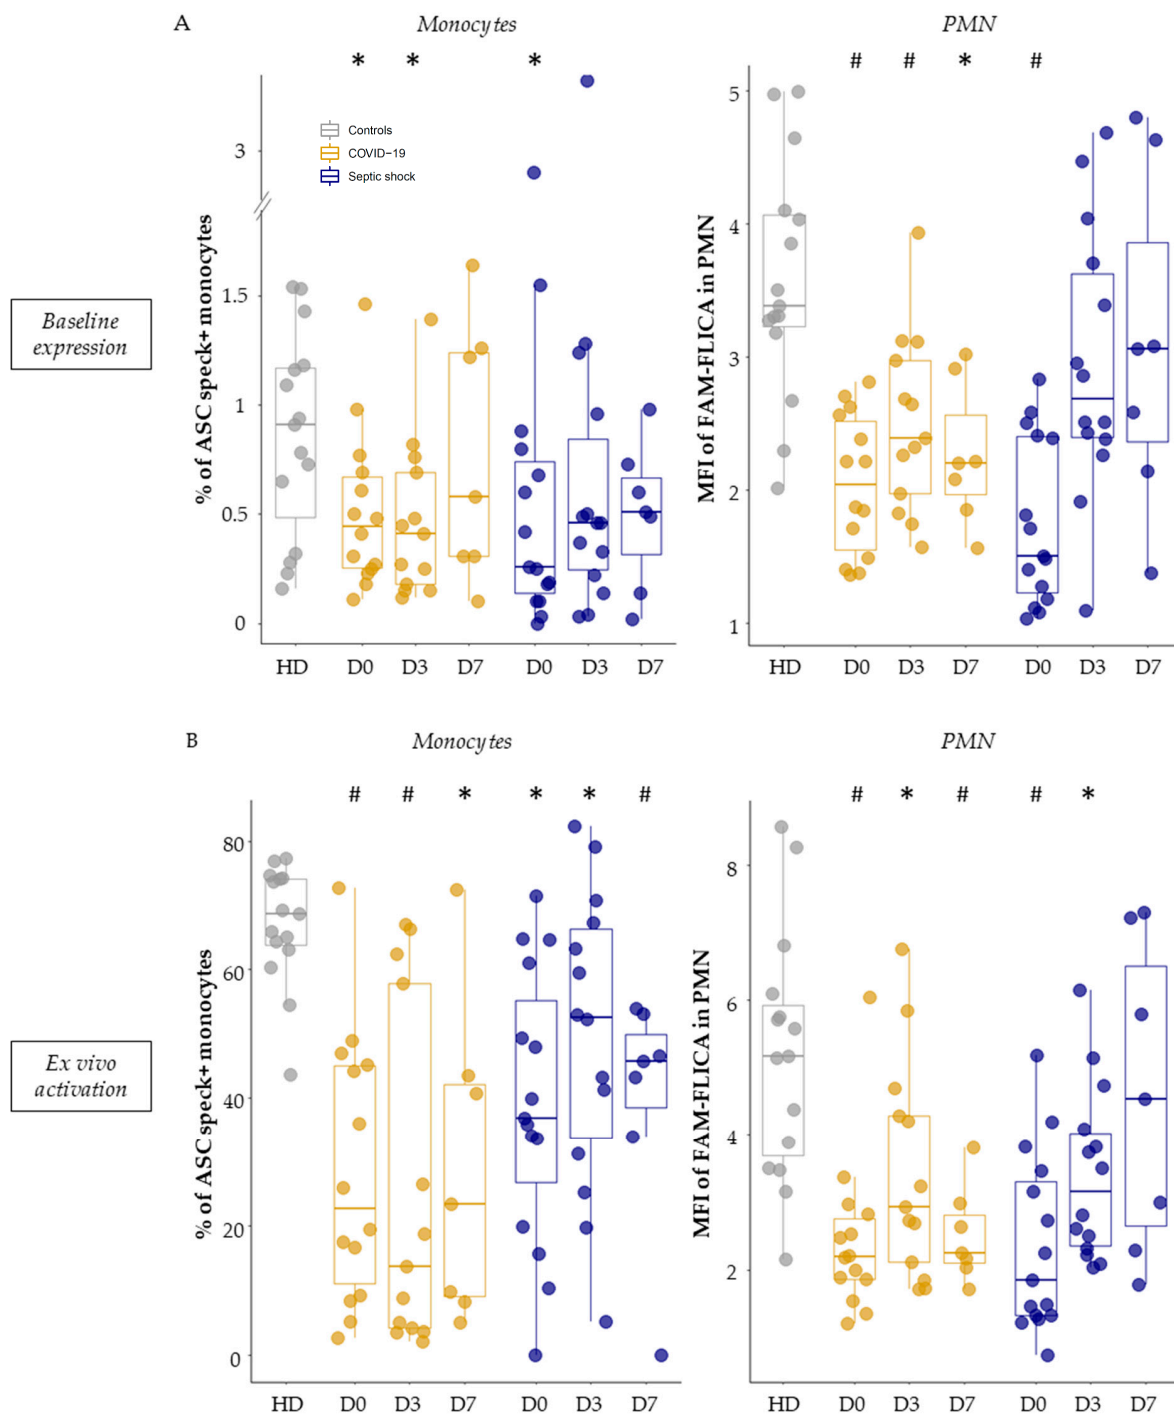 A
Monocytes
PMN
* * *
# # * #
Controls
COVID−19
Septic shock
Baseline
expression
% of ASC speck+ monocytes
3
1.5
1
0.5
0
HD D0 D3 D7 D0 D3 D7
MFI of FAM-FLICA in PMN
5
4
3
2
1
HD D0 D3 D7 D0 D3 D7
B
Monocytes
PMN
# # * * * #
# * # # *
Ex vivo
activation
% of ASC speck+ monocytes
80
60
40
20
0
HD D0 D3 D7 D0 D3 D7
MFI of FAM-FLICA in PMN
8
6
4
2
HD D0 D3 D7 D0 D3 D7